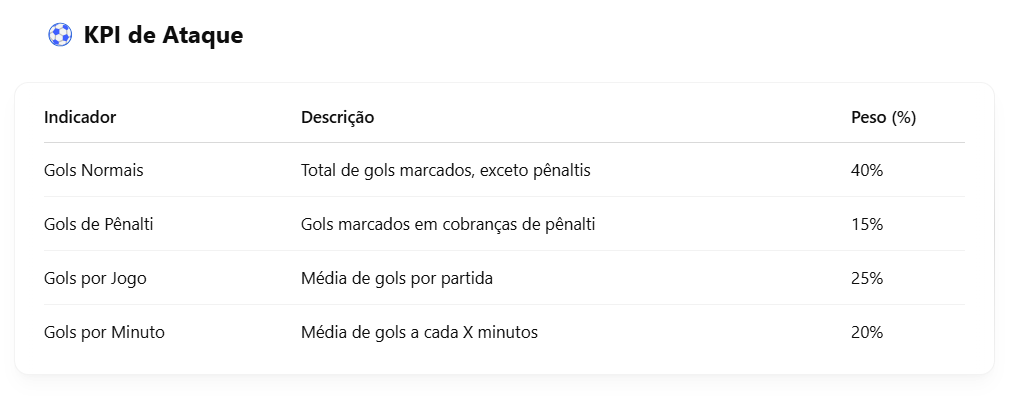 KPI de Ataque
Indicador Descrição Peso (%)
Gols Normais Total de gols marcados, exceto pênaltis 40%
Gols de Pênalti Gols marcados em cobranças de pênalti 15%
Gols por Jogo Média de gols por partida 25%
Gols por Minuto Média de gols a cada X minutos 20%